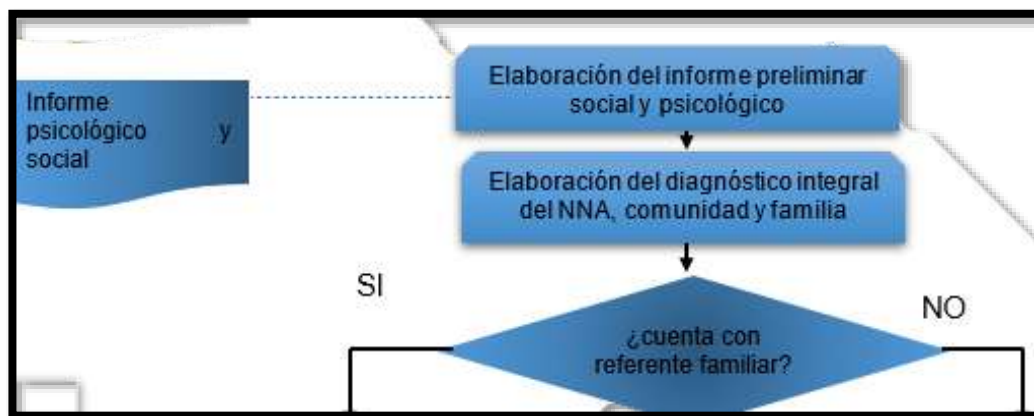 Informe
psicológico y
social
Elaboración del informe preliminar
social y psicológico
Elaboración del diagnóstico integral
del NNA, comunidad y familia
SI
NO
¿cuenta con
referente familiar?